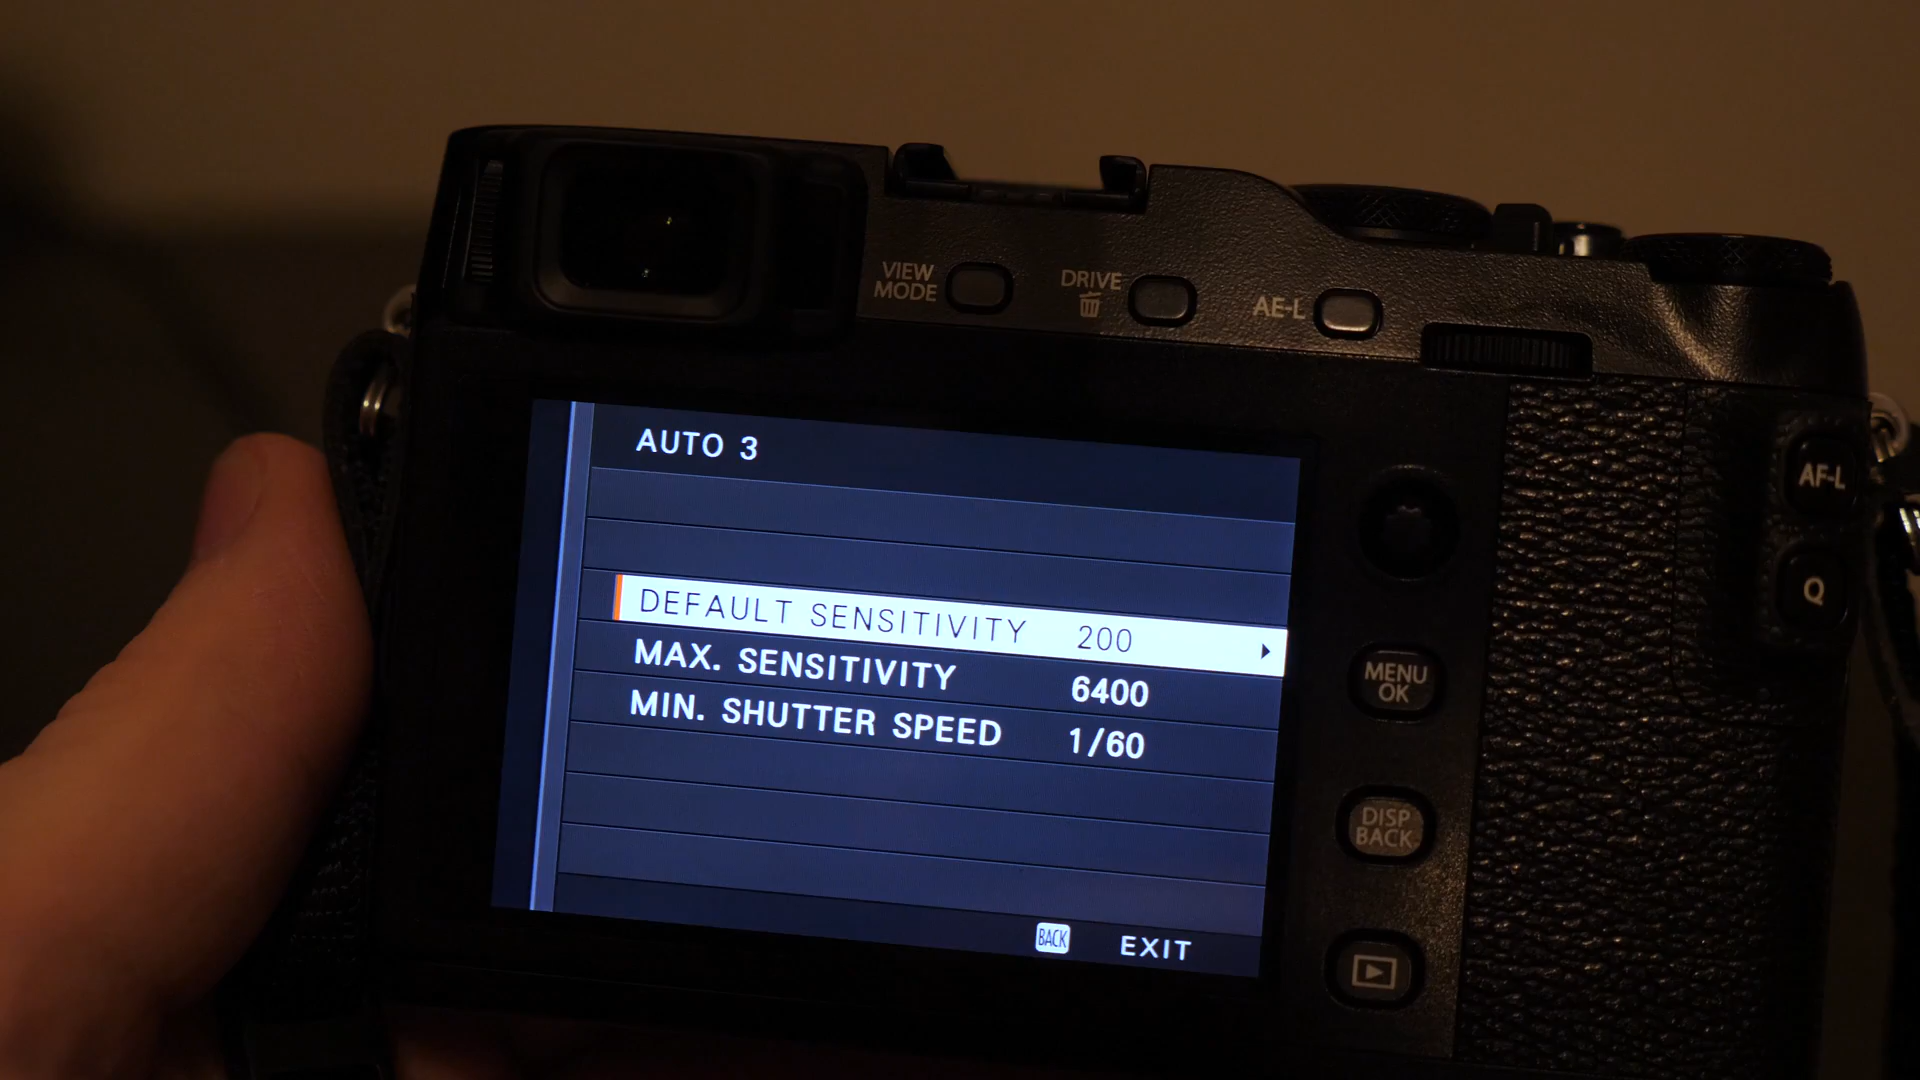 VIEW
MODE
DRIVE
AE-L
AUTO 3
DEFAULT SENSITIVITY 200
MAX. SENSITIVITY 6400
MIN. SHUTTER SPEED 1/60
BACK EXIT
AF-L
Q
MENU
OK
DISP
BACK